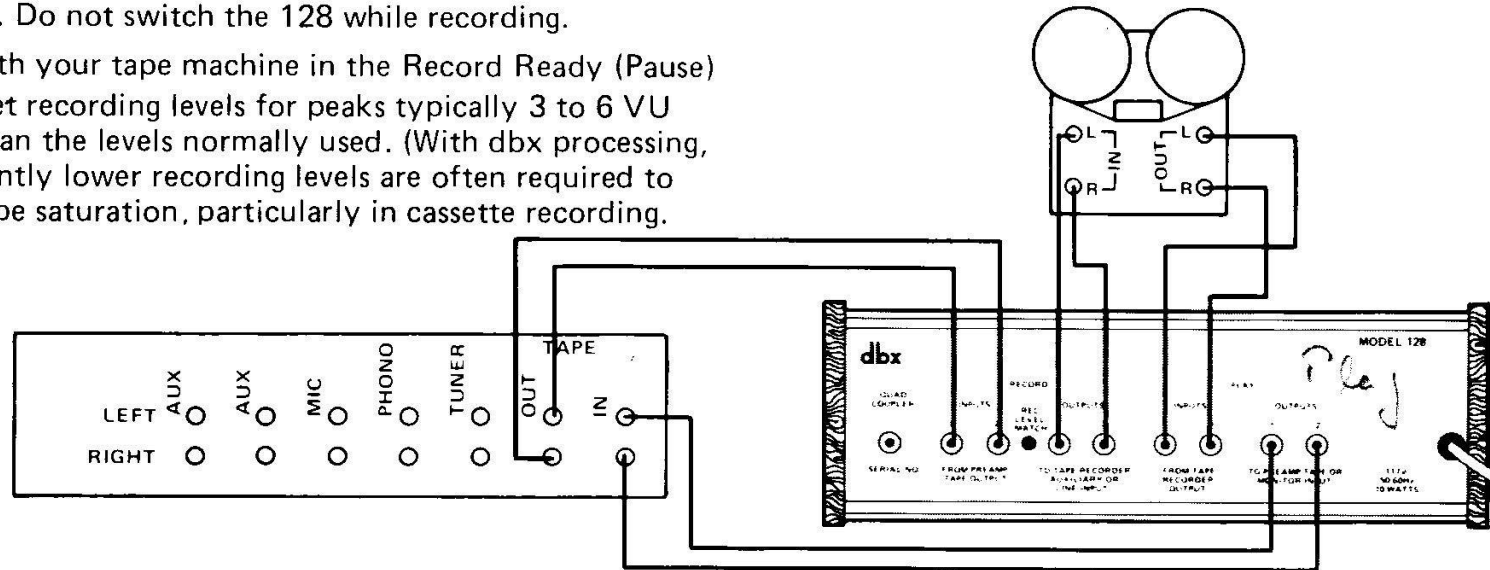 . Do not switch the 128 while recording.
th your tape machine in the Record Ready (Pause)
et recording levels for peaks typically 3 to 6 VU
an the levels normally used. (With dbx processing,
ntly lower recording levels are often required to
pe saturation, particularly in cassette recording.
L L
IN OUT
R R
TAPE
AUX AUX MIC PHONO TUNER OUT IN
LEFT
RIGHT
dbx
MODEL 128
Play
RECORD PLAY
QUAD COUPLER
INPUTS
REC LEVEL MATCH
OUTPUTS
INPUTS
OUTPUTS
1 2
SERIAL NO.
FROM PREAMP
TAPE OUTPUT
TO TAPE RECORDER
AUXILIARY OR
LINE INPUT
FROM TAPE
RECORDER
OUTPUT
TO PREAMP TAPE OR
MONITOR INPUT
117V
50-60Hz
10 WATTS